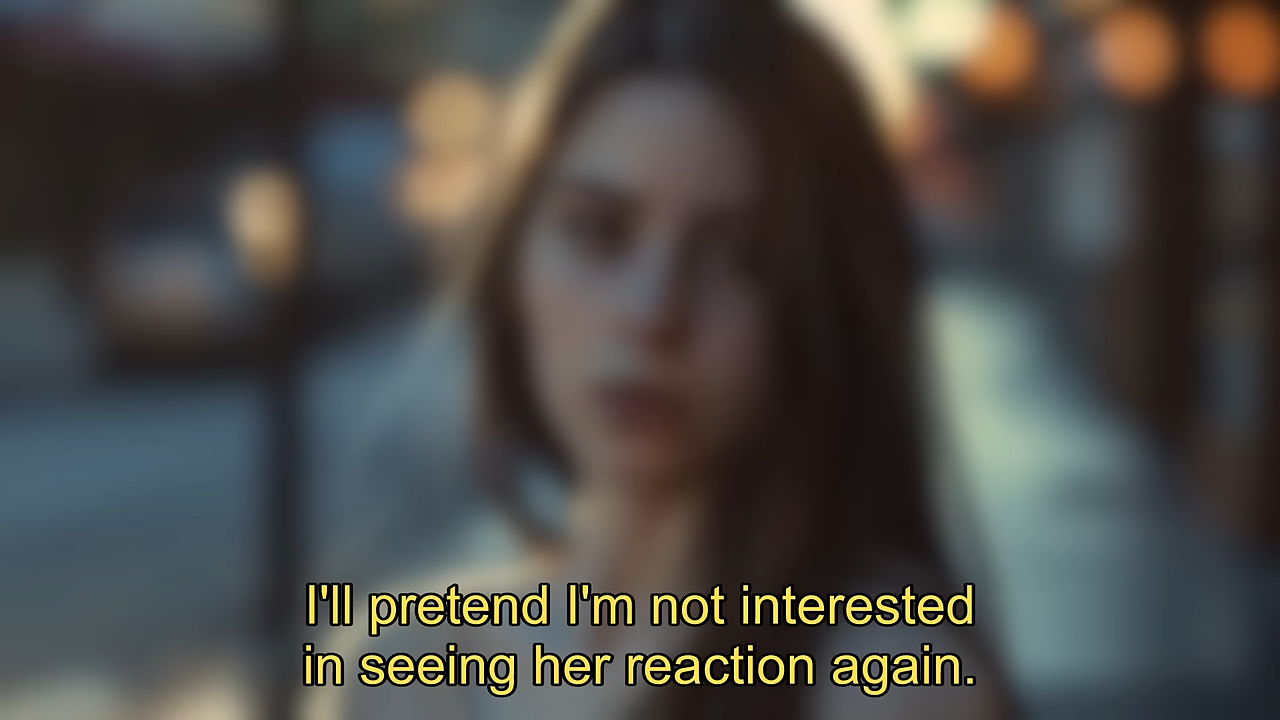 I'll pretend I'm not interested
in seeing her reaction again.